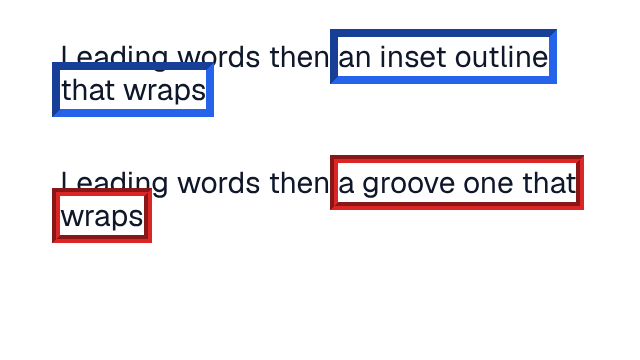 Leading words then an inset outline
that wraps
Leading words then a groove one that
wraps